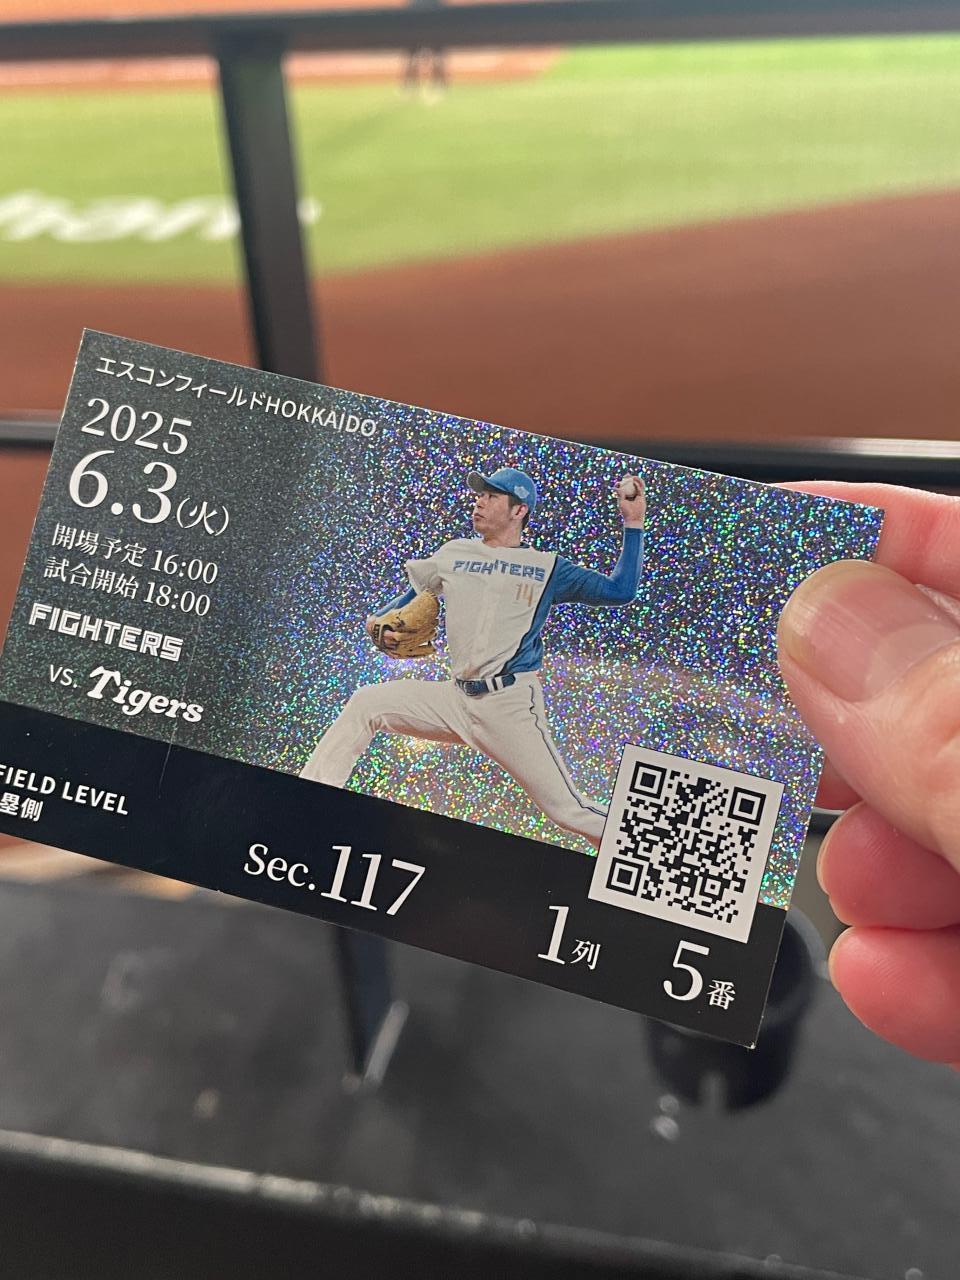 エスコンフィールドHOKKAIDO
2025
6.3(火)
開場予定 16:00
試合開始 18:00
FIGHTERS
VS. Tigers
FIGHTERS
14
FIELD LEVEL
塁側
Sec.117
1列
5番